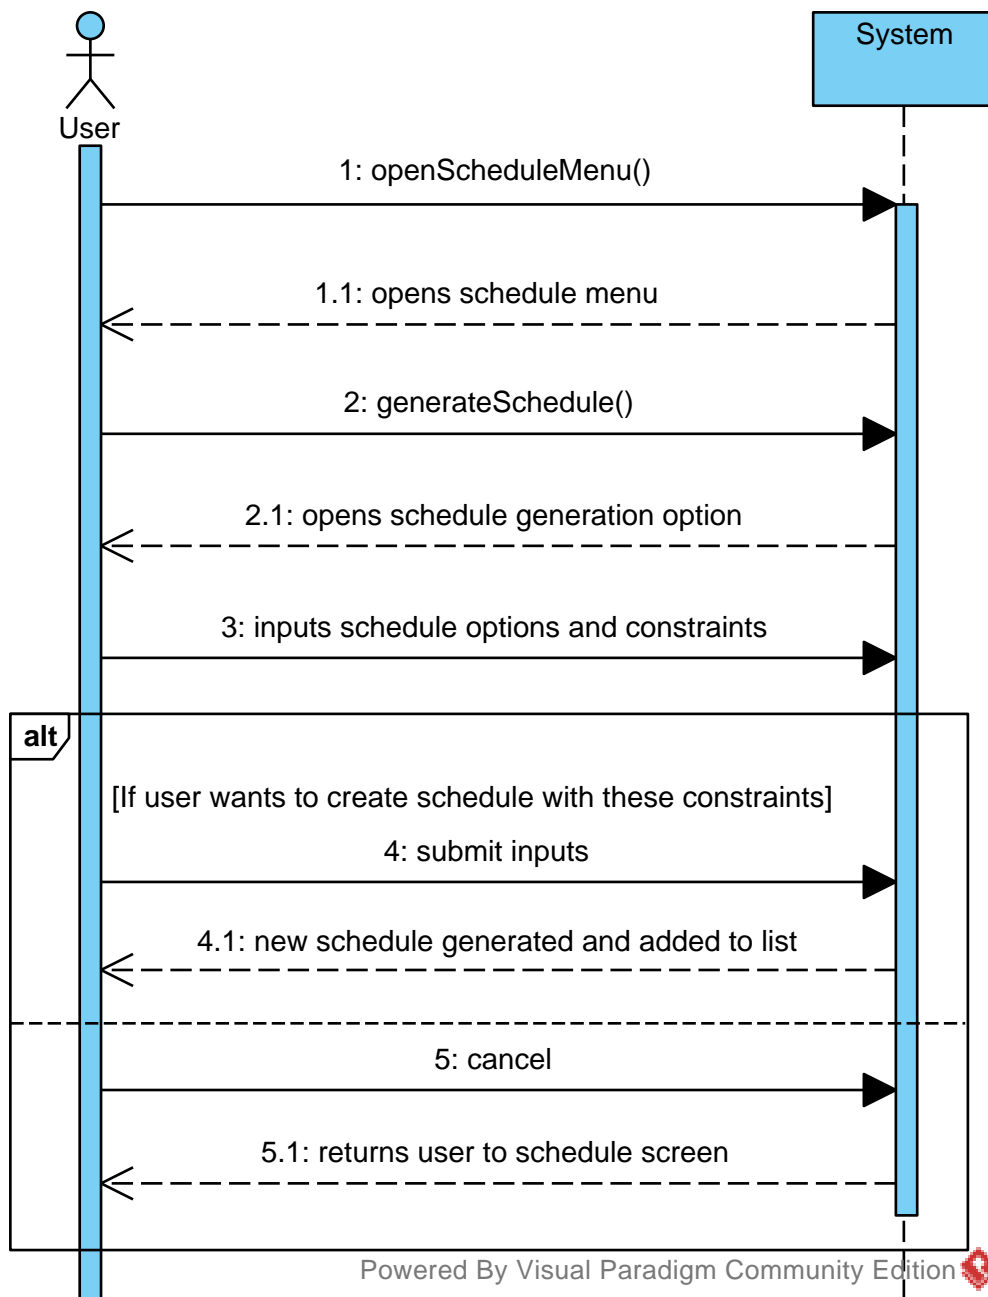 System
User
1: openScheduleMenu()
1.1: opens schedule menu
2: generateSchedule()
2.1: opens schedule generation option
3: inputs schedule options and constraints
alt
[If user wants to create schedule with these constraints]
4: submit inputs
4.1: new schedule generated and added to list
5: cancel
5.1: returns user to schedule screen
Powered By Visual Paradigm Community Edition